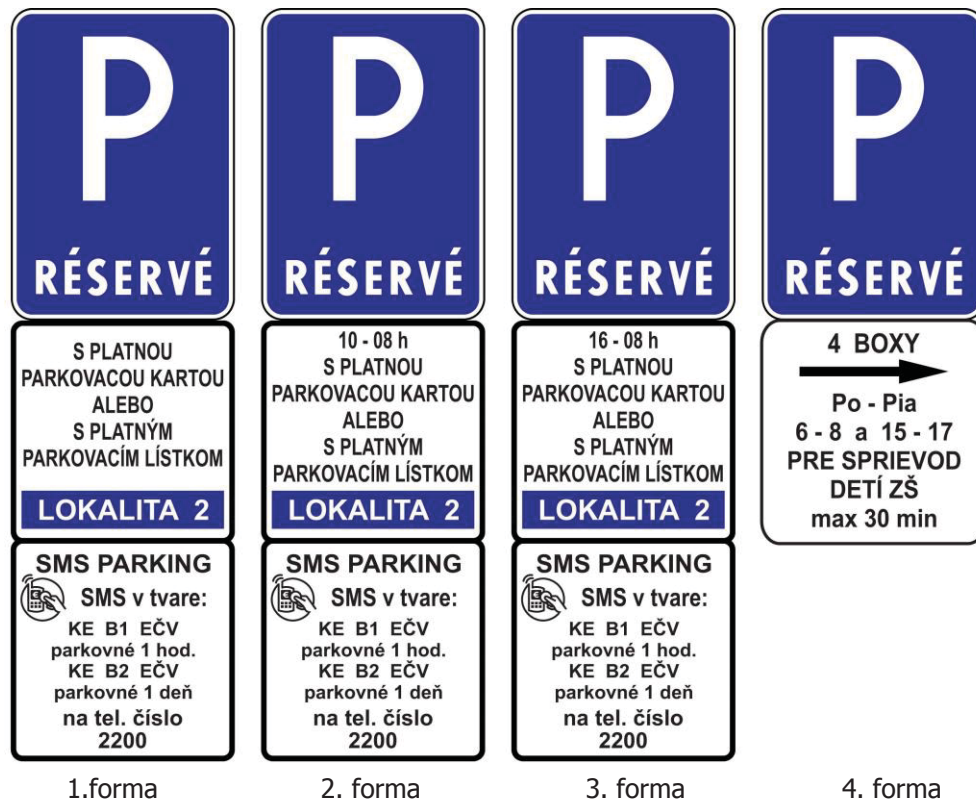 P
RÉSERVÉ
S PLATNOU
PARKOVACOU KARTOU
ALEBO
S PLATNÝM
PARKOVACÍM LÍSTKOM
LOKALITA 2
SMS PARKING
SMS v tvare:
KE B1 EČV
parkovné 1 hod.
KE B2 EČV
parkovné 1 deň
na tel. číslo
2200
1.forma
P
RÉSERVÉ
10 - 08 h
S PLATNOU
PARKOVACOU KARTOU
ALEBO
S PLATNÝM
PARKOVACÍM LÍSTKOM
LOKALITA 2
SMS PARKING
SMS v tvare:
KE B1 EČV
parkovné 1 hod.
KE B2 EČV
parkovné 1 deň
na tel. číslo
2200
2. forma
P
RÉSERVÉ
16 - 08 h
S PLATNOU
PARKOVACOU KARTOU
ALEBO
S PLATNÝM
PARKOVACÍM LÍSTKOM
LOKALITA 2
SMS PARKING
SMS v tvare:
KE B1 EČV
parkovné 1 hod.
KE B2 EČV
parkovné 1 deň
na tel. číslo
2200
3. forma
P
RÉSERVÉ
4 BOXY
Po - Pia
6 - 8 a 15 - 17
PRE SPRIEVOD
DETÍ ZŠ
max 30 min
4. forma